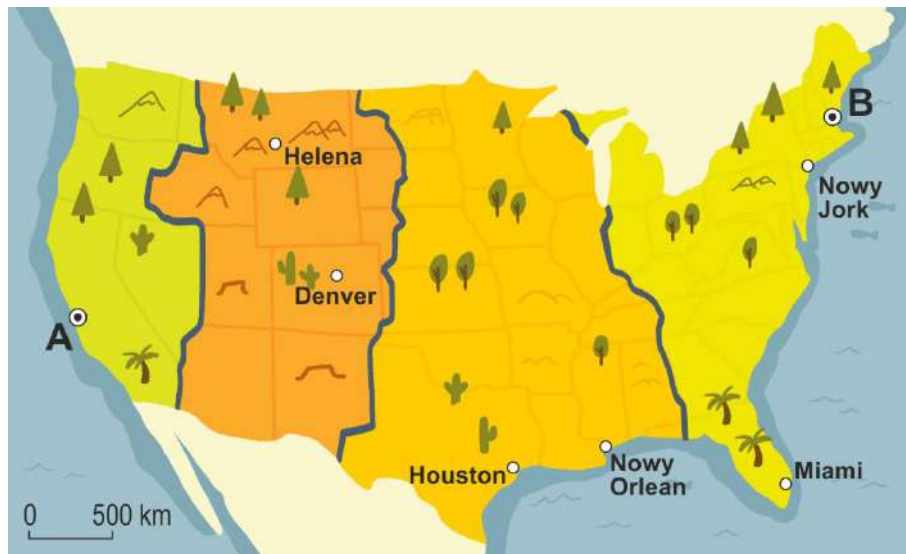 B
Helena
Nowy
Jork
Denver
A
Houston
Nowy
Orlean
Miami
0 500 km